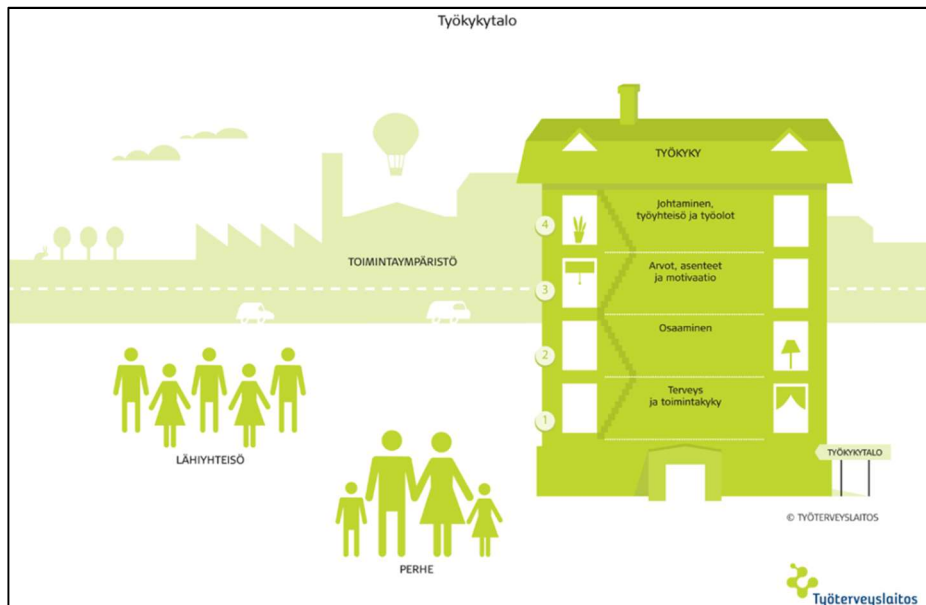 Työkykytalo
TYÖKYKY
4
Johtaminen,
työyhteisö ja työolot
TOIMINTAYMPÄRISTÖ
3
Arvot, asenteet
ja motivaatio
2
Osaaminen
1
Terveys
ja toimintakyky
LÄHIYHTEISÖ
PERHE
TYÖKYKYTALO
© TYÖTERVEYSLAITOS
Työterveyslaitos